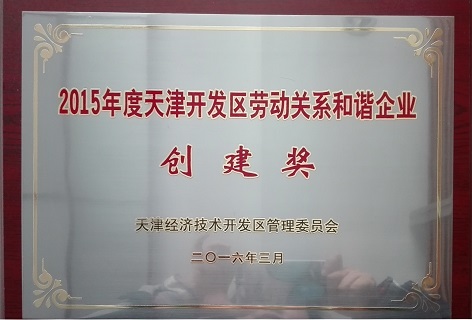 2015年度天津开发区劳动关系和谐企业
创建奖
天津经济技术开发区管理委员会
二〇一六年三月